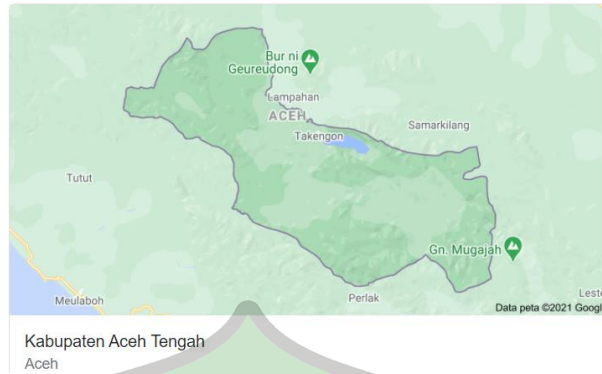 Bur ni
Geureudong
Lampahan
ACEH
Samarkilang
Takengon
Tutut
Gn. Mugajah
Meulaboh
Perlak
Leste
Data peta ©2021 Googl
Kabupaten Aceh Tengah
Aceh